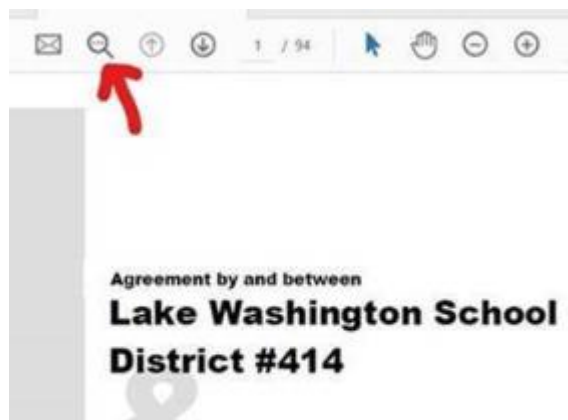 1 / 94
Agreement by and between
Lake Washington School
District #414